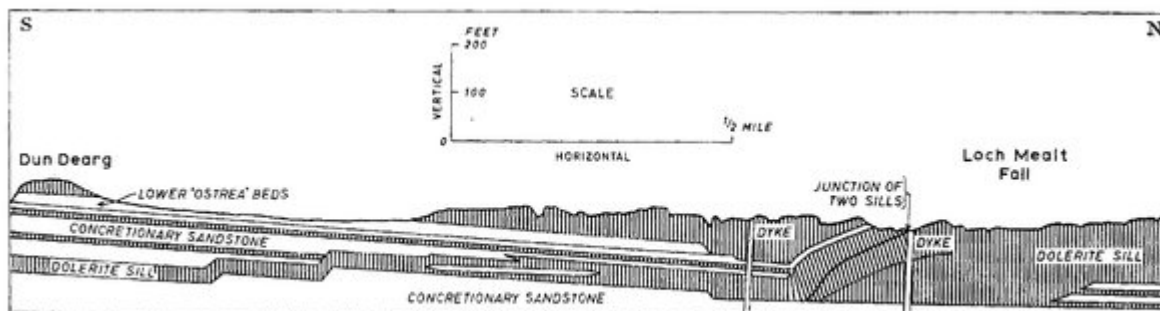 S
N
FEET
200
VERTICAL
100
SCALE
0
1/2 MILE
HORIZONTAL
Dun Dearg
Loch Mealt
Fall
LOWER "OSTREA" BEDS
JUNCTION OF
TWO SILLS
CONCRETIONARY SANDSTONE
DYKE
DYKE
DOLERITE SILL
DOLERITE SILL
CONCRETIONARY SANDSTONE